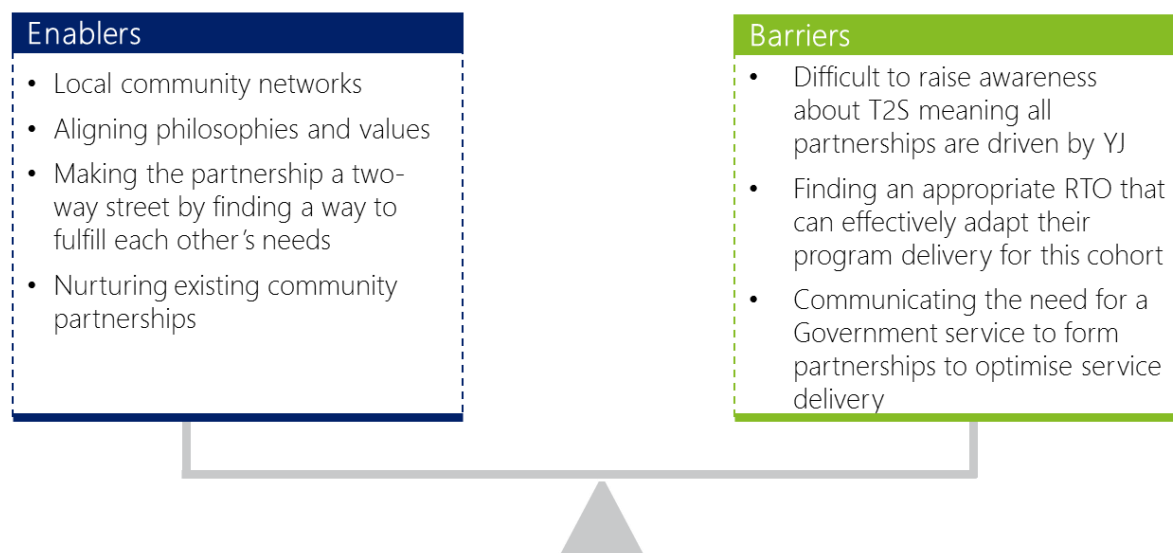 Enablers
• Local community networks
• Aligning philosophies and values
• Making the partnership a two-
way street by finding a way to
fulfill each other's needs
• Nurturing existing community
partnerships
Barriers
• Difficult to raise awareness
about T2S meaning all
partnerships are driven by YJ
• Finding an appropriate RTO that
can effectively adapt their
program delivery for this cohort
• Communicating the need for a
Government service to form
partnerships to optimise service
delivery